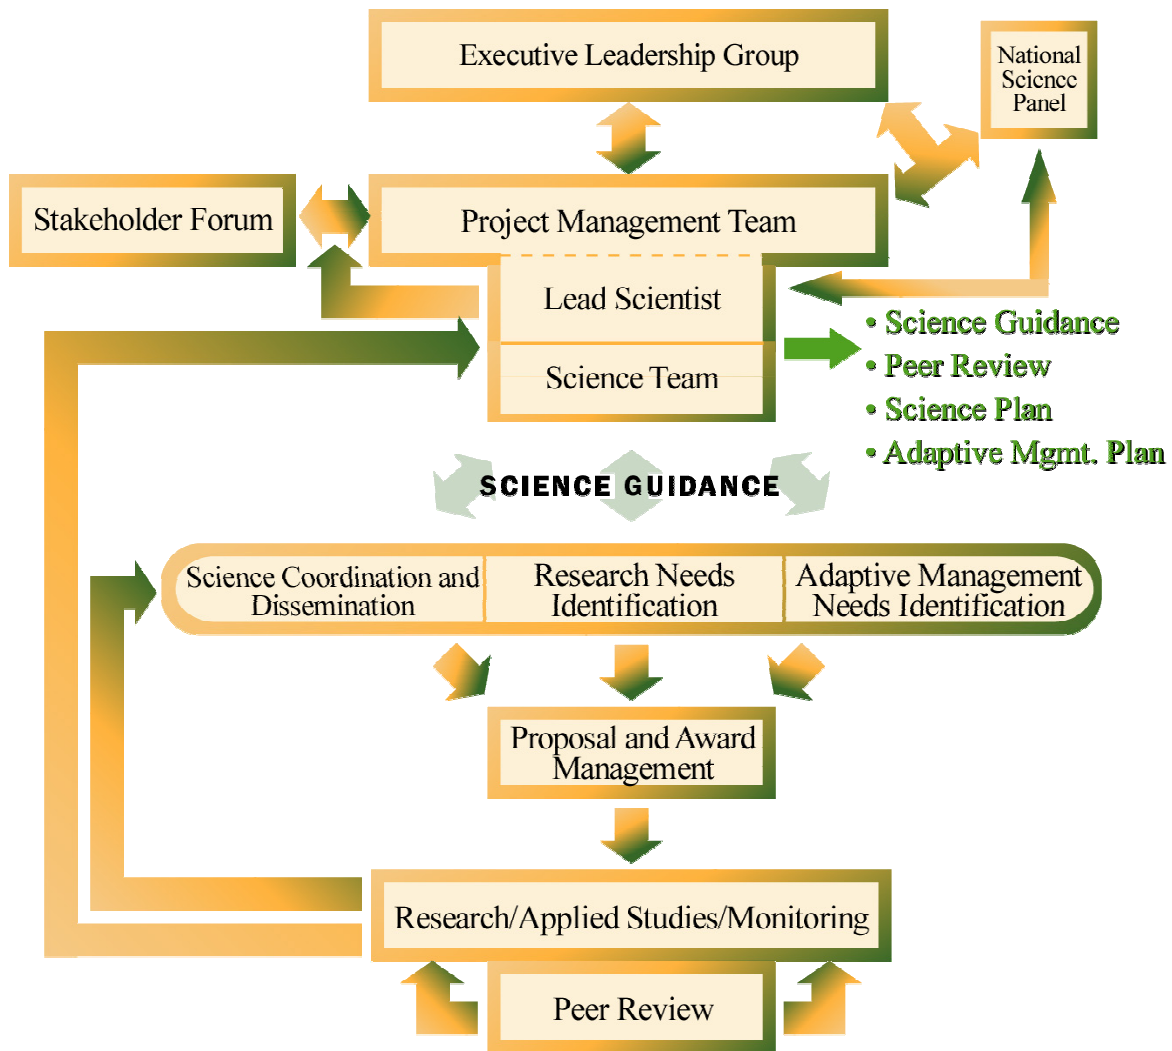 Executive Leadership Group
National
Science
Panel
Stakeholder Forum
Project Management Team
Lead Scientist
Science Team
• Science Guidance
• Peer Review
• Science Plan
• Adaptive Mgmt. Plan
SCIENCE GUIDANCE
Science Coordination and
Dissemination
Research Needs
Identification
Adaptive Management
Needs Identification
Proposal and Award
Management
Research/Applied Studies/Monitoring
Peer Review